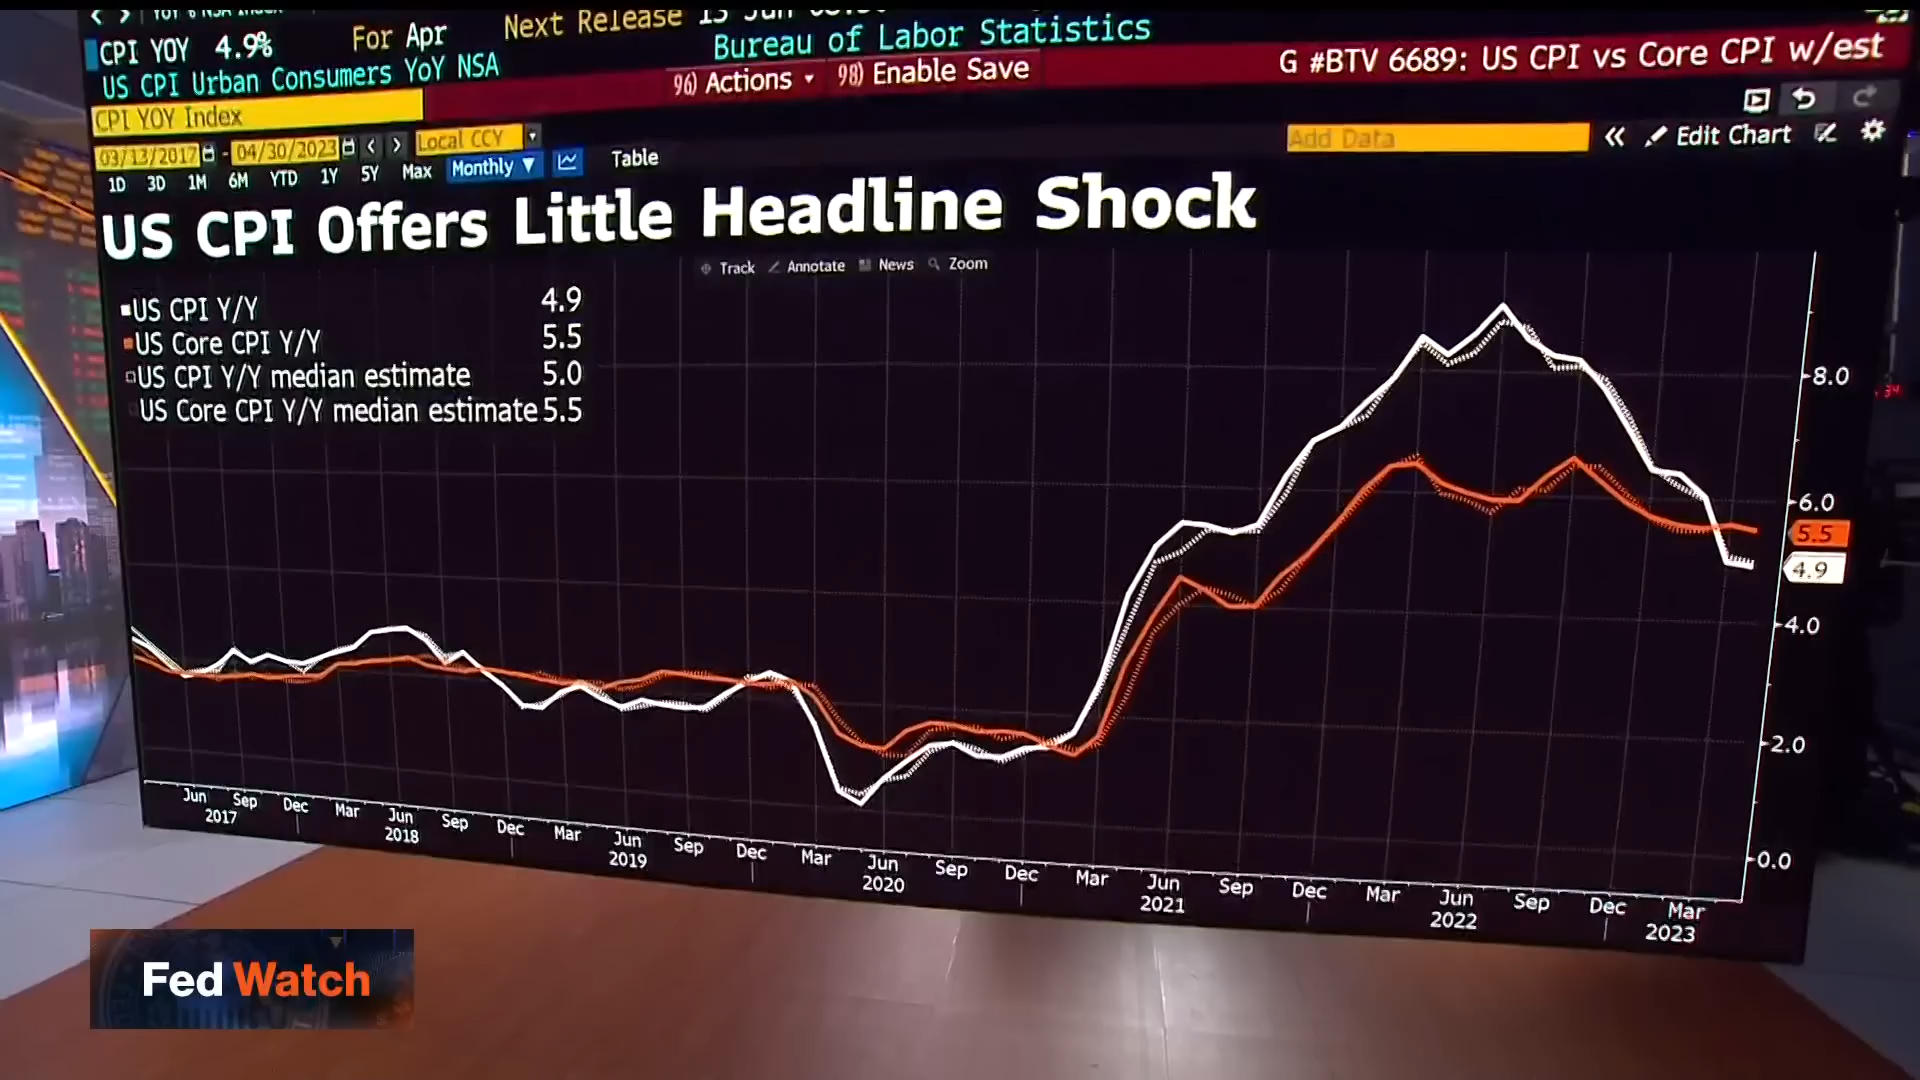 YoY % NSA Index
CPI YOY 4.9% For Apr Next Release 13 Jun
US CPI Urban Consumers YoY NSA Bureau of Labor Statistics
CPI YOY Index 96) Actions 98) Enable Save G #BTV 6689: US CPI vs Core CPI w/est
03/13/2017 - 04/30/2023 < > Local CCY Add Data « Edit Chart
1D 3D 1M 6M YTD 1Y 5Y Max Monthly ▼ Table
US CPI Offers Little Headline Shock
Track Annotate News Zoom
US CPI Y/Y 4.9
US Core CPI Y/Y 5.5
US CPI Y/Y median estimate 5.0
US Core CPI Y/Y median estimate 5.5
8.0
6.0
5.5
4.9
4.0
2.0
0.0
Jun Sep Dec Mar Jun Sep Dec Mar Jun Sep Dec Mar Jun Sep Dec Mar Jun Sep Dec Mar Jun Sep Dec Mar
2017 2018 2019 2020 2021 2022 2023
Fed Watch